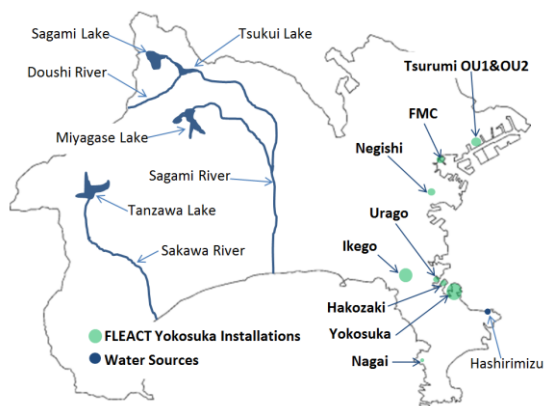 Sagami Lake
Tsukui Lake
Doushi River
Tsurumi OU1&OU2
FMC
Miyagase Lake
Negishi
Sagami River
Tanzawa Lake
Urago
Ikego
Sakawa River
Hakozaki
FLEACT Yokosuka Installations
Yokosuka
Water Sources
Nagai
Hashirimizu